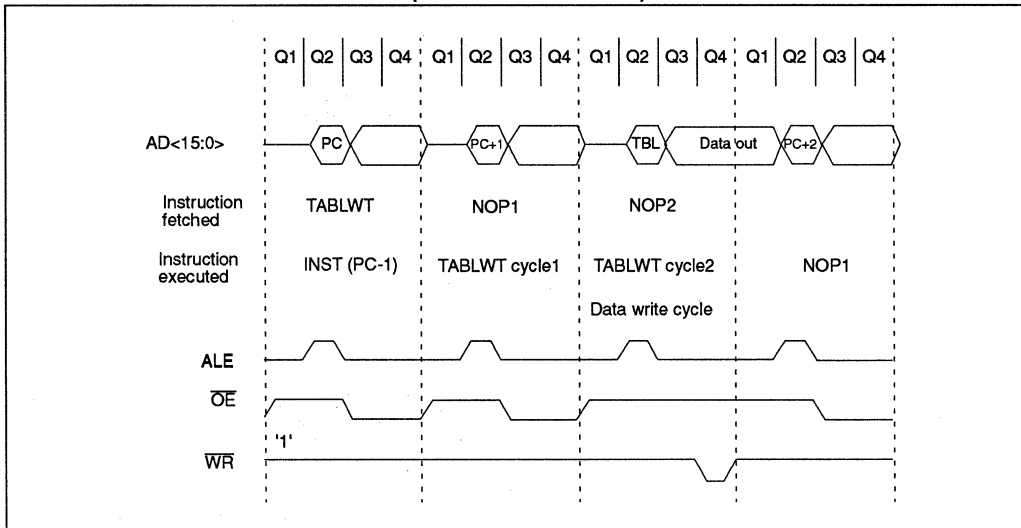 Q1 Q2 Q3 Q4 Q1 Q2 Q3 Q4 Q1 Q2 Q3 Q4 Q1 Q2 Q3 Q4
AD<15:0> PC PC+1 TBL Data out PC+2
Instruction fetched TABLWT NOP1 NOP2
Instruction executed INST (PC-1) TABLWT cycle1 TABLWT cycle2 NOP1
Data write cycle
ALE
OE
'1'
WR